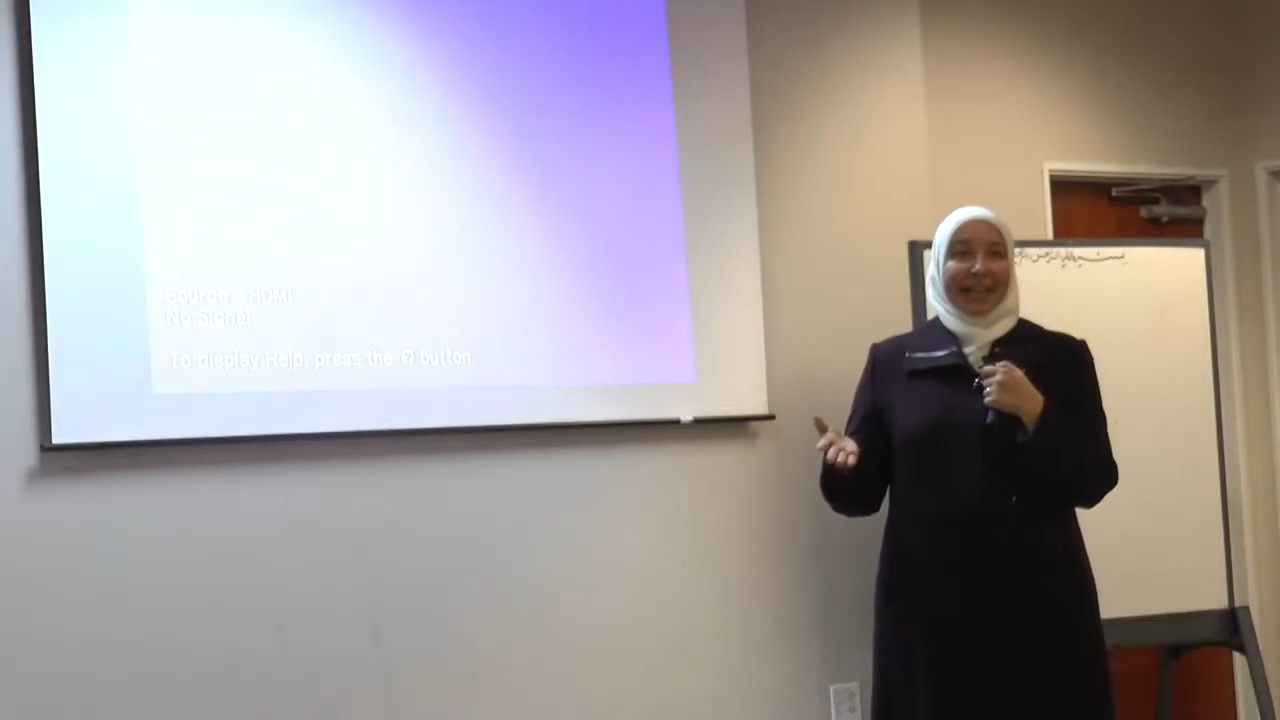 Source: HDMI
No Signal
To display Help, press the ? button
بسم الله الرحمن الرحيم